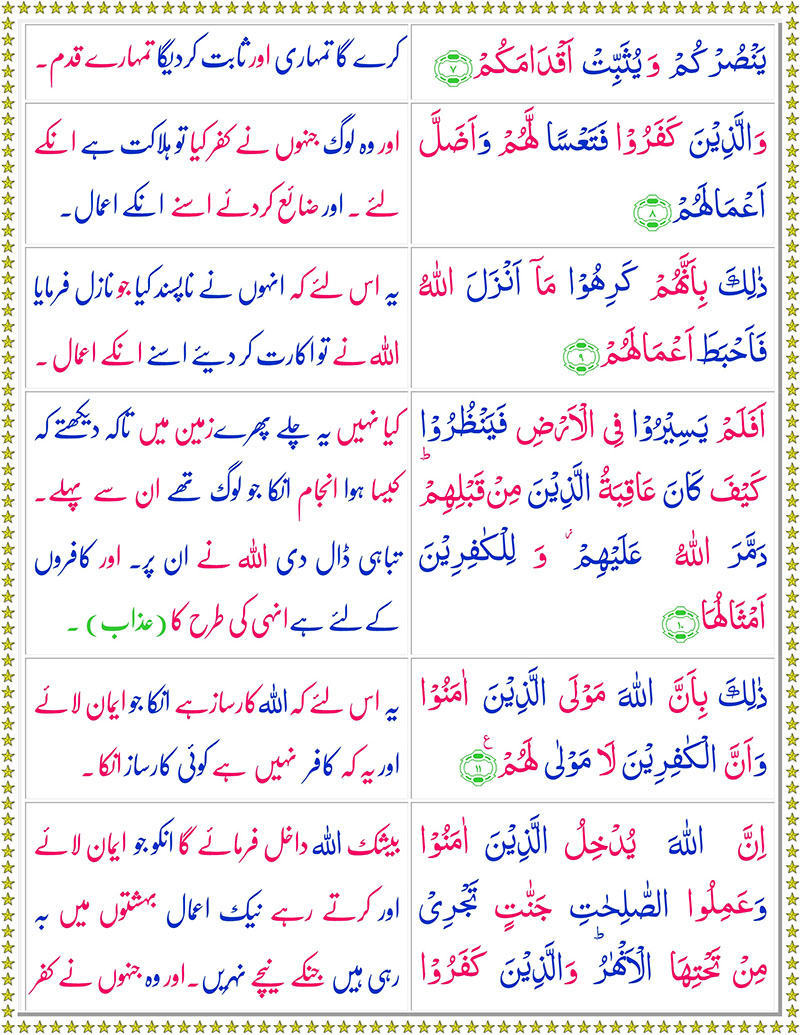 يَنْصُرْكُمْ وَيُثَبِّتْ اَقْدَامَكُمْ ۷
کرے گا تمہاری اور ثابت کردیگا تمہارے قدم۔
وَالَّذِيْنَ كَفَرُوْا فَتَعْسًا لَّهُمْ وَاَضَلَّ
اَعْمَالَهُمْ ۸
اور وہ لوگ جنہوں نے کفر کیا تو ہلاکت ہے انکے
لئے ۔ اور ضائع کردئے اسنے انکے اعمال۔
ذٰلِكَ بِاَنَّهُمْ كَرِهُوْا مَآ اَنْزَلَ اللّٰهُ
فَاَحْبَطَ اَعْمَالَهُمْ ۹
یہ اس لئے کہ انہوں نے ناپسند کیا جو نازل فرمایا
اللہ نے تو اکارت کر دیئے اسنے انکے اعمال ۔
اَفَلَمْ يَسِيْرُوْا فِى الْاَرْضِ فَيَنْظُرُوْا
كَيْفَ كَانَ عَاقِبَةُ الَّذِيْنَ مِنْ قَبْلِهِمْ ؕ
دَمَّرَ اللّٰهُ عَلَيْهِمْ ۫ وَ لِلْكٰفِرِيْنَ
اَمْثَالُهَا ۱۰
کیا نہیں یہ چلے پھرے زمین میں تاکہ دیکھتے کہ
کیسا ہوا انجام انکا جو لوگ تھے ان سے پہلے۔
تباہی ڈال دی اللہ نے ان پر۔ اور کافروں
کے لئے ہے انہی کی طرح کا (عذاب) ۔
ذٰلِكَ بِاَنَّ اللّٰهَ مَوْلَى الَّذِيْنَ اٰمَنُوْا
وَاَنَّ الْكٰفِرِيْنَ لَا مَوْلٰى لَهُمْ ۱۱ ع
یہ اس لئے کہ اللہ کارساز ہے انکا جو ایمان لائے
اور یہ کہ کافر نہیں ہے کوئی کارساز انکا ۔
اِنَّ اللّٰهَ يُدْخِلُ الَّذِيْنَ اٰمَنُوْا
وَعَمِلُوا الصّٰلِحٰتِ جَنّٰتٍ تَجْرِىْ
مِنْ تَحْتِهَا الْاَنْهٰرُ ؕ وَالَّذِيْنَ كَفَرُوْا
بیشک اللہ داخل فرمائے گا انکو جو ایمان لائے
اور کرتے رہے نیک اعمال بہشتوں میں بہ
رہی ہیں جنکے نیچے نہریں۔ اور وہ جنہوں نے کفر